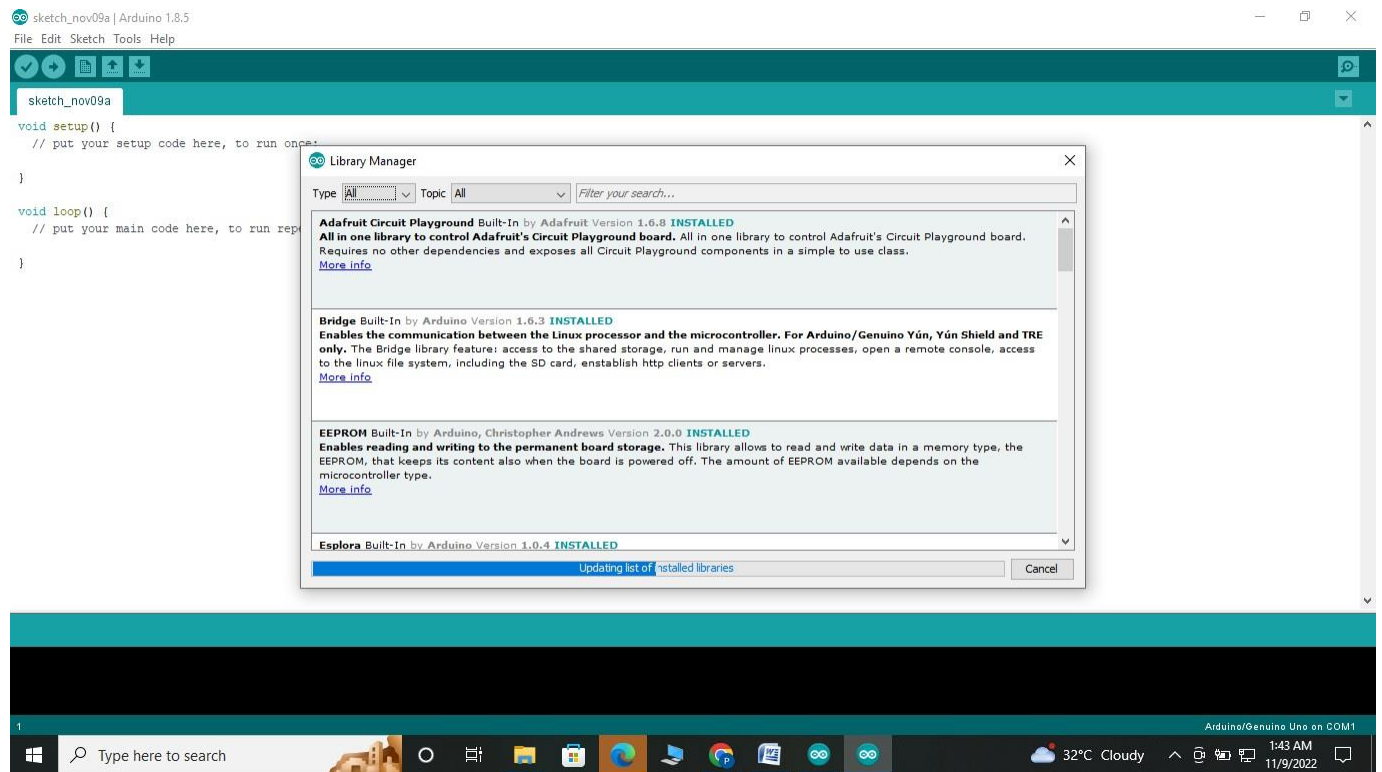 sketch_nov09a | Arduino 1.8.5
File Edit Sketch Tools Help
sketch_nov09a
void setup() {
// put your setup code here, to run once:
}
void loop() {
// put your main code here, to run repe
}
Library Manager
Type All Topic All Filter your search...
Adafruit Circuit Playground Built-In by Adafruit Version 1.6.8 INSTALLED
All in one library to control Adafruit's Circuit Playground board. All in one library to control Adafruit's Circuit Playground board.
Requires no other dependencies and exposes all Circuit Playground components in a simple to use class.
More info
Bridge Built-In by Arduino Version 1.6.3 INSTALLED
Enables the communication between the Linux processor and the microcontroller. For Arduino/Genuino Yún, Yún Shield and TRE
only. The Bridge library feature: access to the shared storage, run and manage linux processes, open a remote console, access
to the linux file system, including the SD card, enstablish http clients or servers.
More info
EEPROM Built-In by Arduino, Christopher Andrews Version 2.0.0 INSTALLED
Enables reading and writing to the permanent board storage. This library allows to read and write data in a memory type, the
EEPROM, that keeps its content also when the board is powered off. The amount of EEPROM available depends on the
microcontroller type.
More info
Esplora Built-In by Arduino Version 1.0.4 INSTALLED
Updating list of installed libraries Cancel
1 Arduino/Genuino Uno on COM1
Type here to search 32°C Cloudy 1:43 AM
11/9/2022